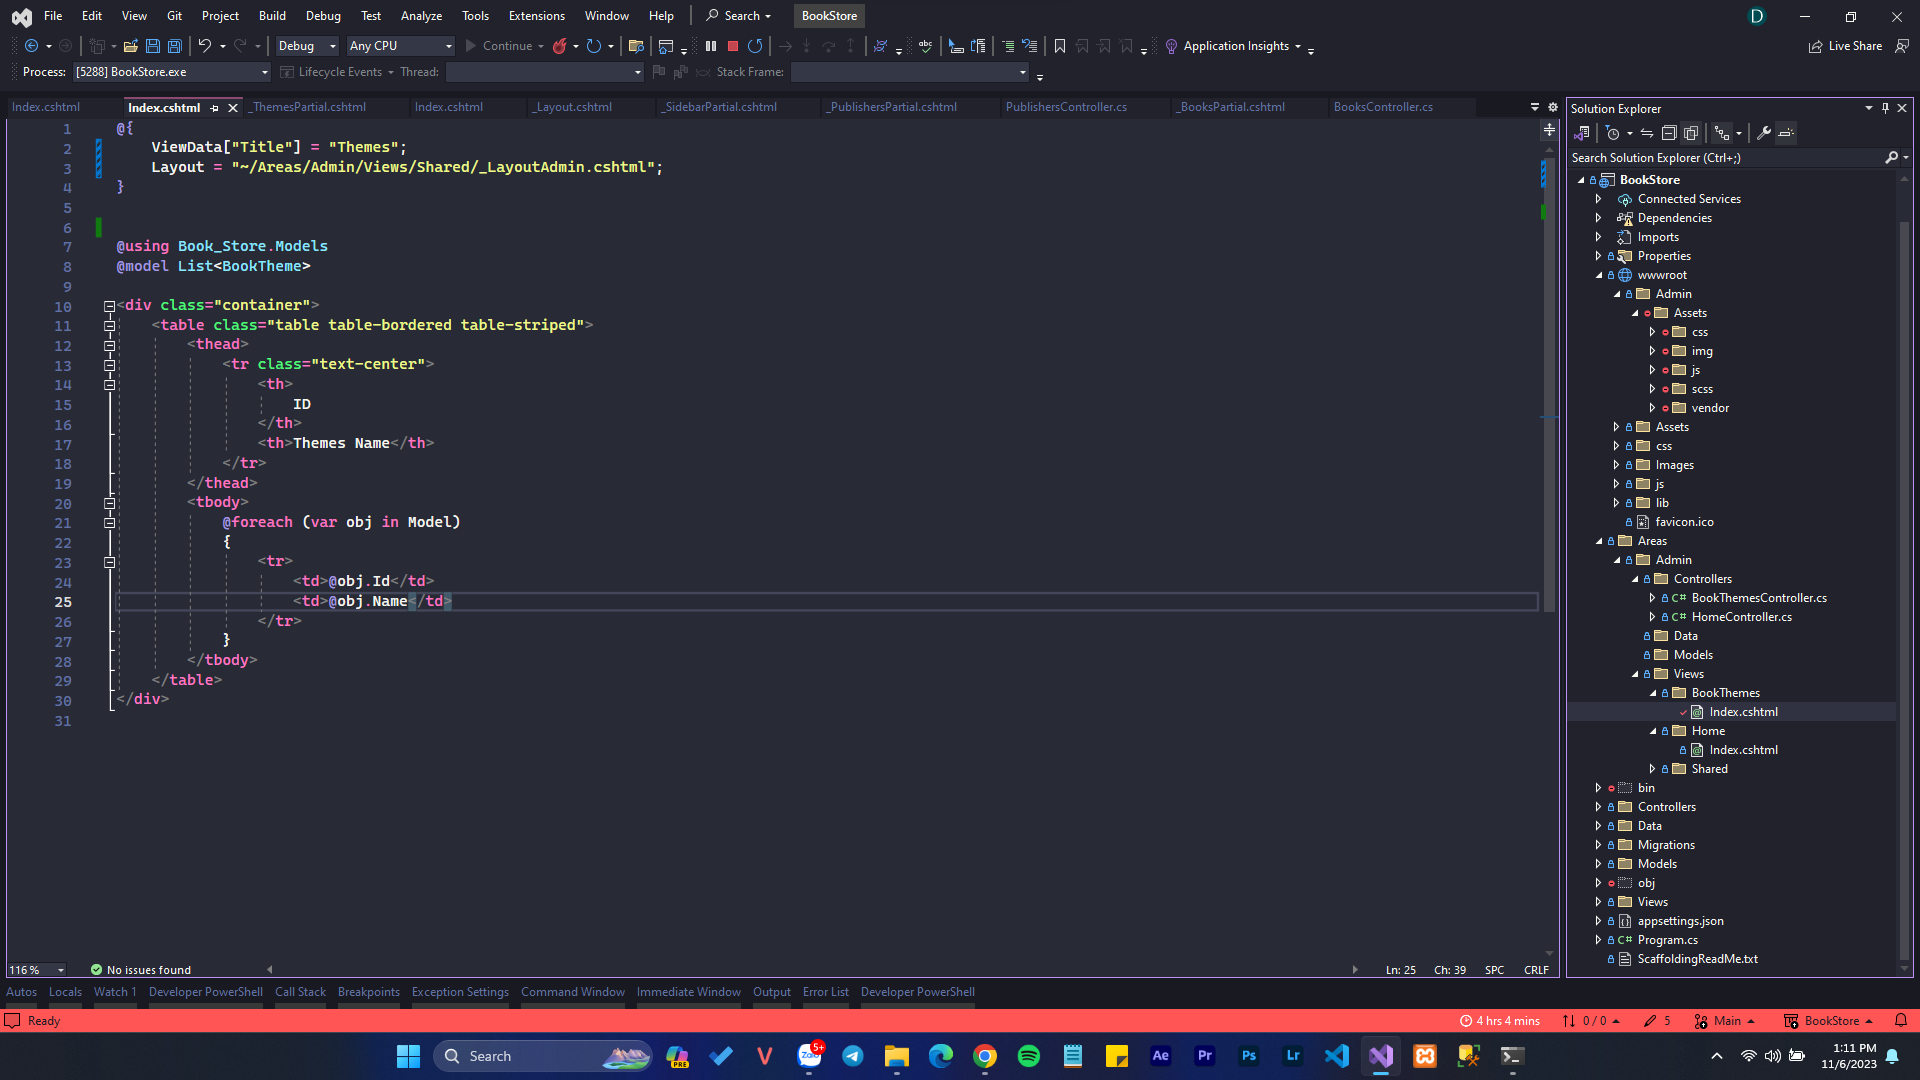 File Edit View Git Project Build Debug Test Analyze Tools Extensions Window Help Search BookStore D
Debug Any CPU Continue Application Insights Live Share
Process: [5288] BookStore.exe Lifecycle Events Thread: Stack Frame:
Index.cshtml Index.cshtml _ThemesPartial.cshtml Index.cshtml _Layout.cshtml _SidebarPartial.cshtml _PublishersPartial.cshtml PublishersController.cs _BooksPartial.cshtml BooksController.cs
1 @{
2 ViewData["Title"] = "Themes";
3 Layout = "~/Areas/Admin/Views/Shared/_LayoutAdmin.cshtml";
4 }
5
6
7 @using Book_Store.Models
8 @model List<BookTheme>
9
10 <div class="container">
11 <table class="table table-bordered table-striped">
12 <thead>
13 <tr class="text-center">
14 <th>
15 ID
16 </th>
17 <th>Themes Name</th>
18 </tr>
19 </thead>
20 <tbody>
21 @foreach (var obj in Model)
22 {
23 <tr>
24 <td>@obj.Id</td>
25 <td>@obj.Name</td>
26 </tr>
27 }
28 </tbody>
29 </table>
30 </div>
31
116 % No issues found Ln: 25 Ch: 39 SPC CRLF
Solution Explorer
Search Solution Explorer (Ctrl+;)
BookStore
Connected Services
Dependencies
Imports
Properties
wwwroot
Admin
Assets
css
img
js
scss
vendor
Assets
css
Images
js
lib
favicon.ico
Areas
Admin
Controllers
C# BookThemesController.cs
C# HomeController.cs
Data
Models
Views
BookThemes
Index.cshtml
Home
Index.cshtml
Shared
bin
Controllers
Data
Migrations
Models
obj
Views
appsettings.json
C# Program.cs
ScaffoldingReadMe.txt
Autos Locals Watch 1 Developer PowerShell Call Stack Breakpoints Exception Settings Command Window Immediate Window Output Error List Developer PowerShell
Ready 4 hrs 4 mins 0 / 0 5 Main BookStore
Search PRE V Zalo 5+ Ae Pr Ps Lr 1:11 PM
11/6/2023